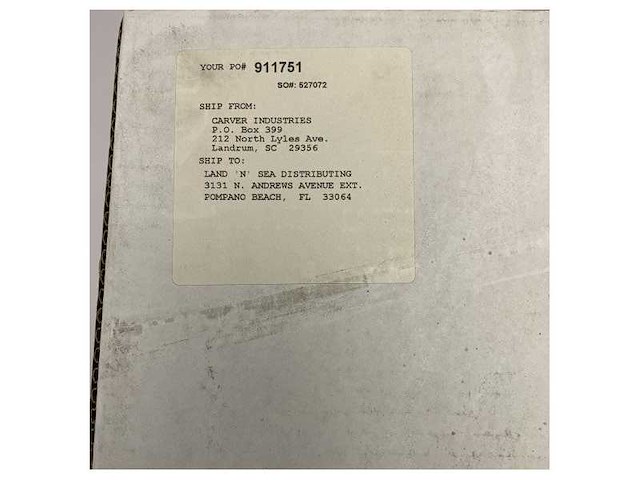 YOUR PO# 911751
SO#: 527072
SHIP FROM:
CARVER INDUSTRIES
P.O. Box 399
212 North Lyles Ave.
Landrum, SC 29356
SHIP TO:
LAND 'N' SEA DISTRIBUTING
3131 N. ANDREWS AVENUE EXT.
POMPANO BEACH, FL 33064